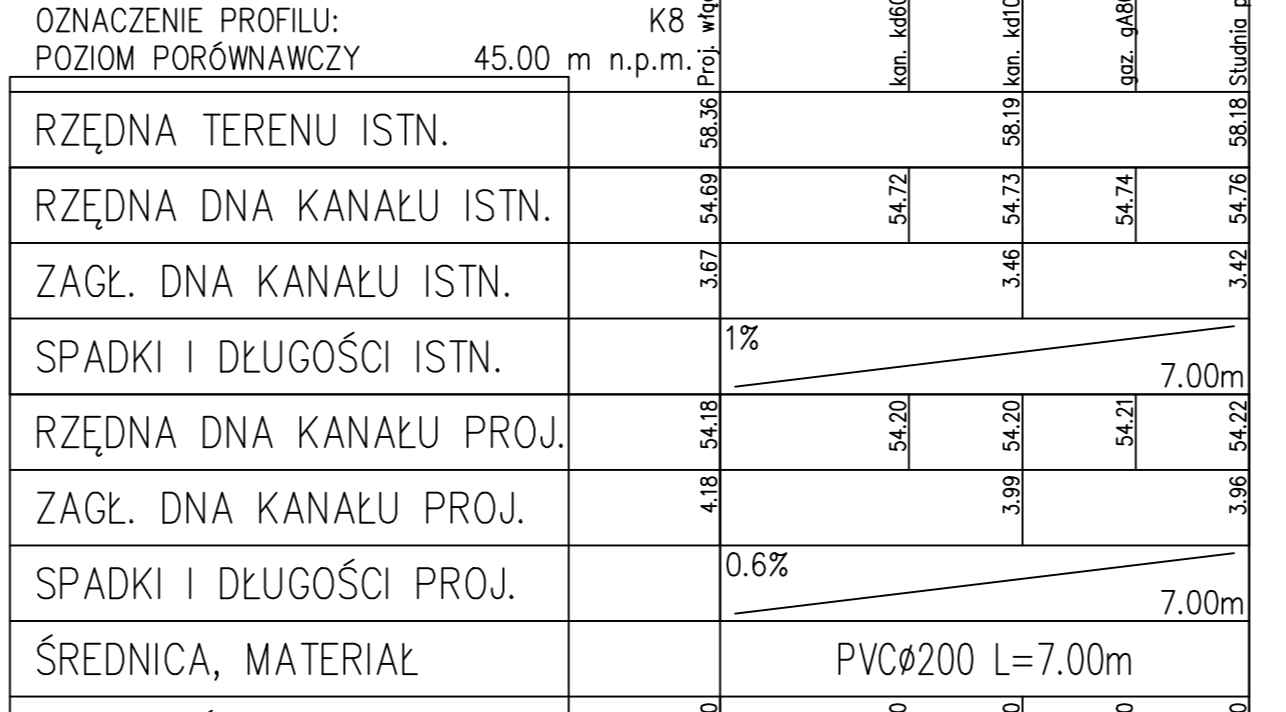 OZNACZENIE PROFILU: K8
POZIOM PORÓWNAWCZY 45.00 m n.p.m.
Proj.
kan. kd60
kan. kd10
gaz.
Studnia
RZĘDNA TERENU ISTN. 58.36 58.19 58.18
RZĘDNA DNA KANAŁU ISTN. 54.69 54.72 54.73 54.74 54.76
ZAGŁ. DNA KANAŁU ISTN. 3.67 3.46 3.42
SPADKI I DŁUGOŚCI ISTN. 1% 7.00m
RZĘDNA DNA KANAŁU PROJ. 54.18 54.20 54.20 54.21 54.22
ZAGŁ. DNA KANAŁU PROJ. 4.18 3.99 3.96
SPADKI I DŁUGOŚCI PROJ. 0.6% 7.00m
ŚREDNICA, MATERIAŁ PVCø200 L=7.00m